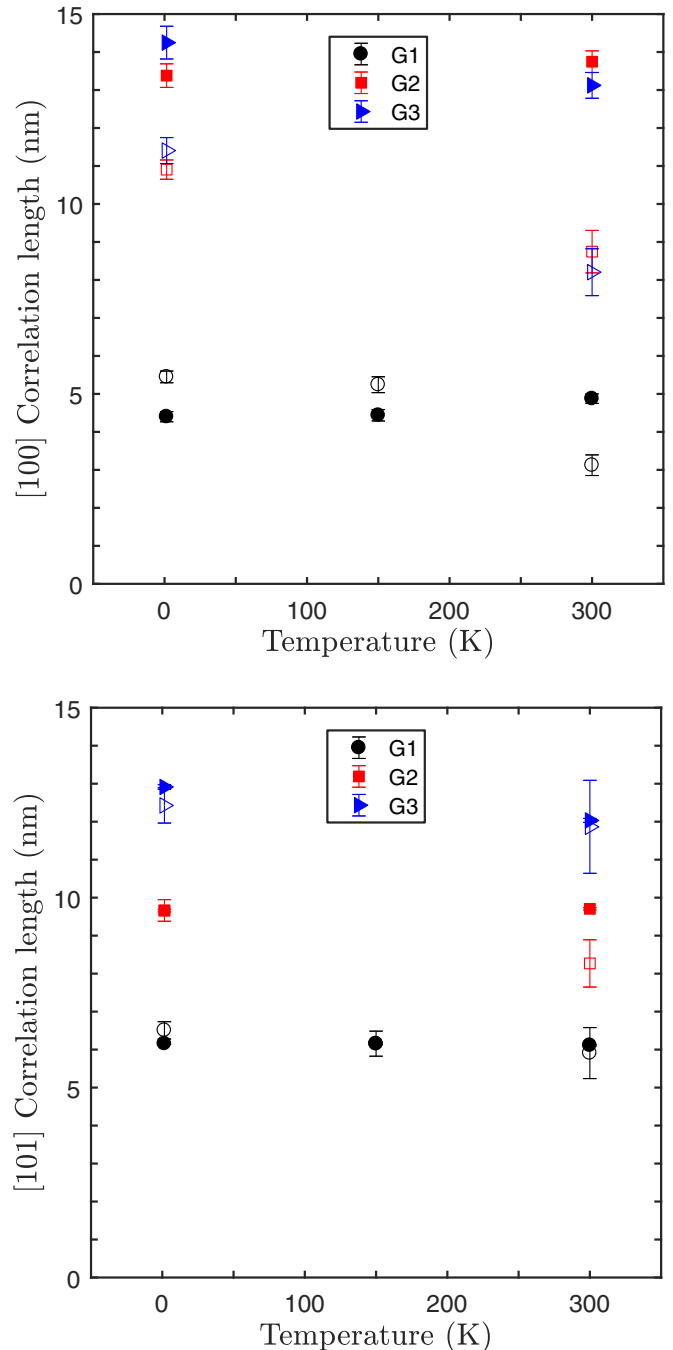 15
10
5
0
[100] Correlation length (nm)
G1
G2
G3
0 100 200 300
Temperature (K)
15
10
5
0
[101] Correlation length (nm)
G1
G2
G3
0 100 200 300
Temperature (K)